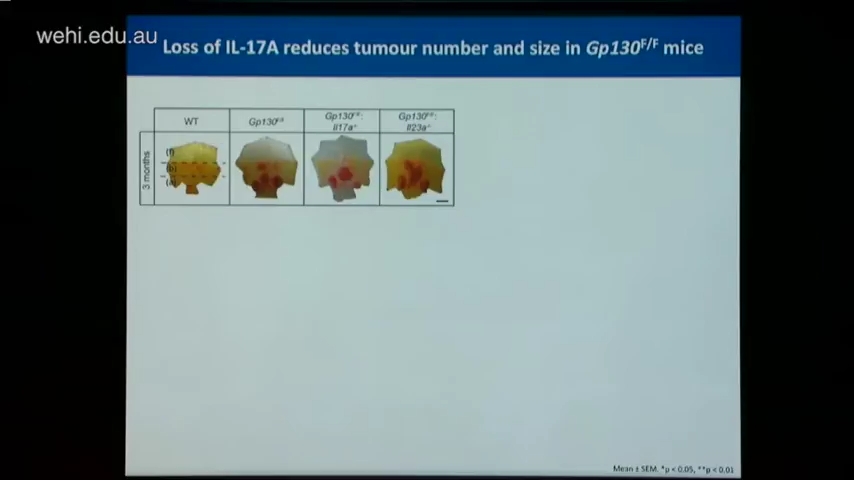 wehi.edu.au
Loss of IL-17A reduces tumour number and size in Gp130F/F mice
WT
Gp130F/F
Gp130F/F;
Il17a-/-
Gp130F/F;
Il23a-/-
3 months
(f)
(b)
(a)
Mean ± SEM. *p < 0.05, **p < 0.01